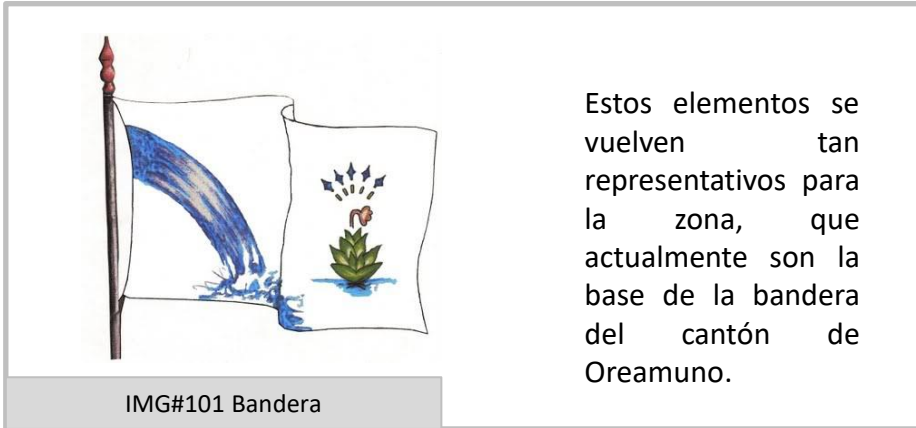 Estos elementos se
vuelven tan
representativos para
la zona, que
actualmente son la
base de la bandera
del cantón de
Oreamuno.
IMG#101 Bandera